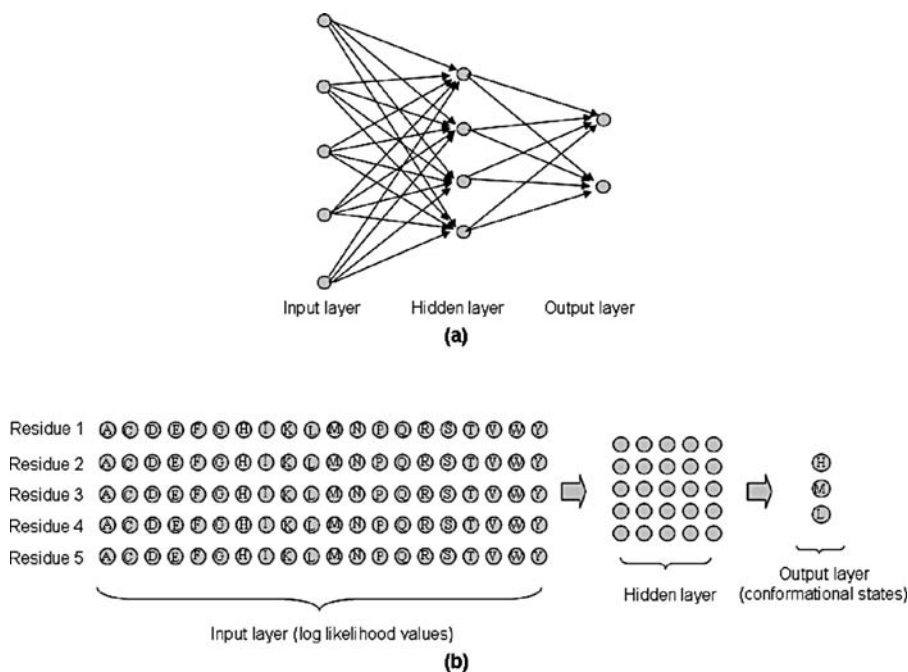 Input layer Hidden layer Output layer
(a)
Residue 1 A C D E F G H I K L M N P Q R S T V W Y
Residue 2 A C D E F G H I K L M N P Q R S T V W Y
Residue 3 A C D E F G H I K L M N P Q R S T V W Y
Residue 4 A C D E F G H I K L M N P Q R S T V W Y
Residue 5 A C D E F G H I K L M N P Q R S T V W Y
H
M
L
Input layer (log likelihood values)
Hidden layer
Output layer
(conformational states)
(b)